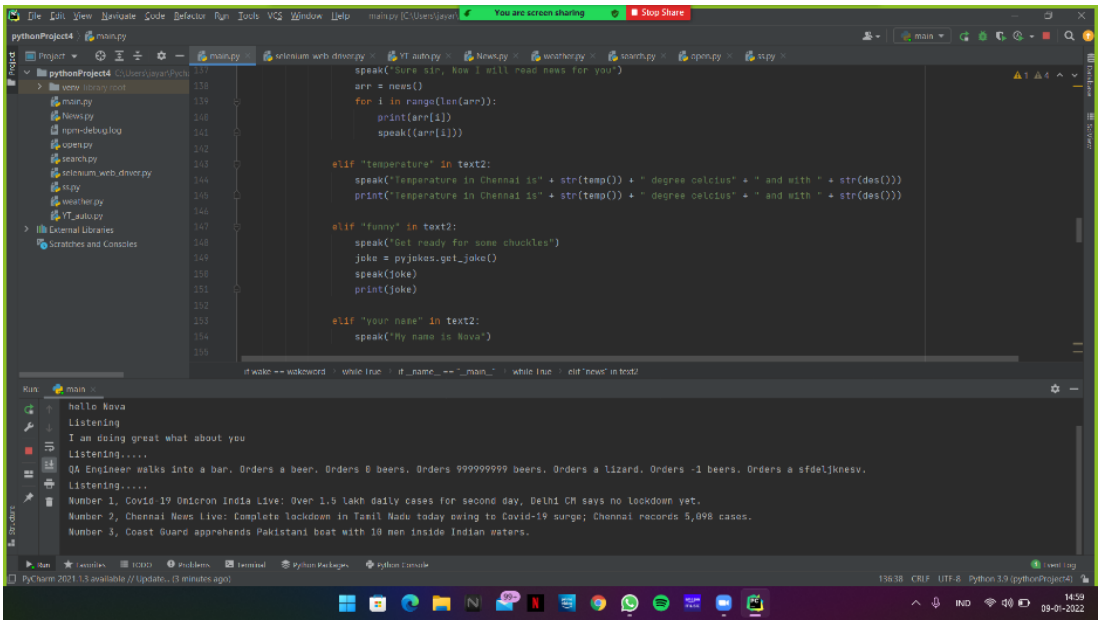 File Edit View Navigate Code Refactor Run Tools VCS Window Help main.py [C:\Users\jayar\
You are screen sharing Stop Share
pythonProject4 main.py
main
Project
main.py selenium_web_driver.py YT_auto.py News.py weather.py search.py open.py ss.py
pythonProject4 C:\Users\jayar\Pych
venv library root
main.py
News.py
npm-debug.log
open.py
search.py
selenium_web_driver.py
ss.py
weather.py
YT_auto.py
External Libraries
Scratches and Consoles
1 4
137 speak("Sure sir, Now I will read news for you")
138 arr = news()
139 for i in range(len(arr)):
140 print(arr[i])
141 speak((arr[i]))
142
143 elif "temperature" in text2:
144 speak("Temperature in Chennai is" + str(temp()) + " degree celcius" + " and with " + str(des()))
145 print("Temperature in Chennai is" + str(temp()) + " degree celcius" + " and with " + str(des()))
146
147 elif "funny" in text2:
148 speak("Get ready for some chuckles")
149 joke = pyjokes.get_joke()
150 speak(joke)
151 print(joke)
152
153 elif "your name" in text2:
154 speak("My name is Nova")
155
if wake == wakeword while True if __name__ == "__main__" while True elif "news" in text2
Database
SciView
Project
Structure
Run: main
hello Nova
Listening
I am doing great what about you
Listening.....
QA Engineer walks into a bar. Orders a beer. Orders 0 beers. Orders 999999999 beers. Orders a lizard. Orders -1 beers. Orders a sfdeljknesv.
Listening.....
Number 1, Covid-19 Omicron India Live: Over 1.5 lakh daily cases for second day, Delhi CM says no lockdown yet.
Number 2, Chennai News Live: Complete lockdown in Tamil Nadu today owing to Covid-19 surge; Chennai records 5,098 cases.
Number 3, Coast Guard apprehends Pakistani boat with 10 men inside Indian waters.
Run Favorites TODO Problems Terminal Python Packages Python Console Event Log
PyCharm 2021.1.3 available // Update... (3 minutes ago) 136:38 CRLF UTF-8 Python 3.9 (pythonProject4)
99+
IND
14:59
09-01-2022